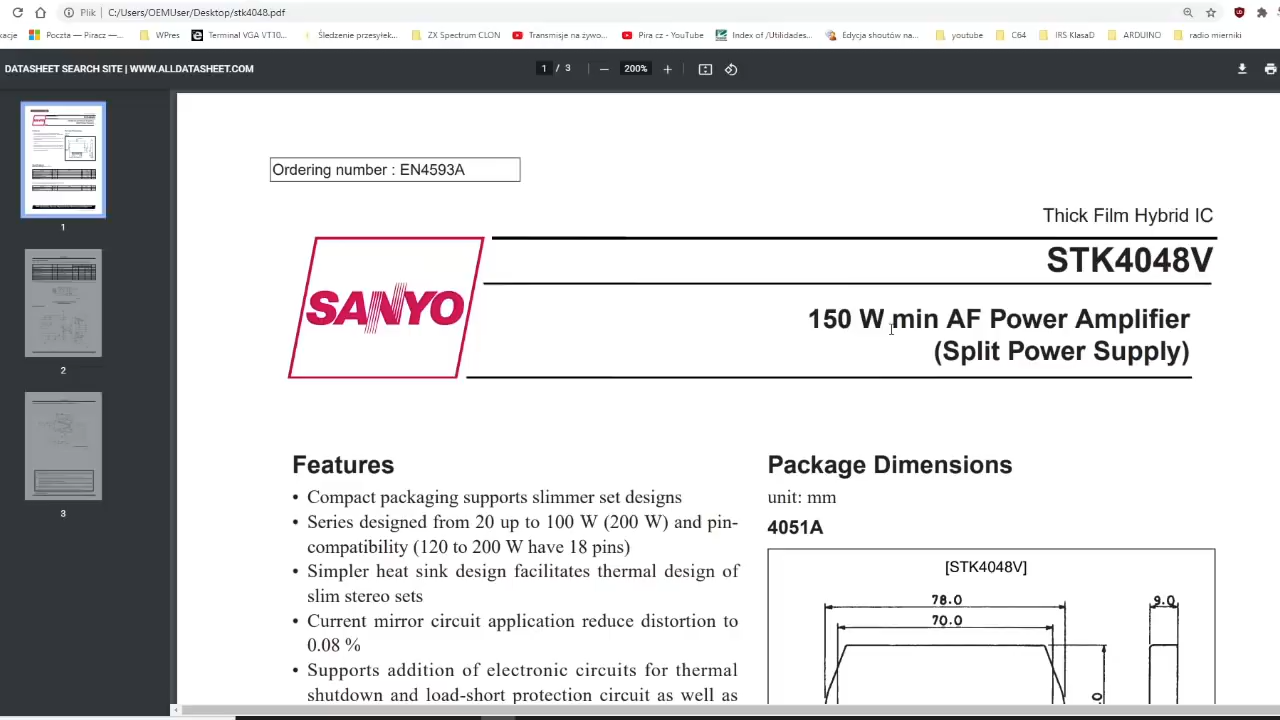 Plik
C:/Users/OEMUser/Desktop/stk4048.pdf
WPres
Terminal VGA VT10...
Śledzenie przesyłek...
Poczta — Piracz —...
ZX Spectrum CLON
Transmisje na żywo...
Pira cz - YouTube
Index of /Utilidades...
Edycja shoutów na...
youtube
C64
IRS KlasaD
ARDUINO
radio mierniki
DATASHEET SEARCH SITE | WWW.ALLDATASHEET.COM
1 / 3
200%
1
2
3
Ordering number : EN4593A
Thick Film Hybrid IC
STK4048V
SANYO
150 W min AF Power Amplifier
(Split Power Supply)
Features
• Compact packaging supports slimmer set designs
• Series designed from 20 up to 100 W (200 W) and pin-
compatibility (120 to 200 W have 18 pins)
• Simpler heat sink design facilitates thermal design of
slim stereo sets
• Current mirror circuit application reduce distortion to
0.08 %
• Supports addition of electronic circuits for thermal
shutdown and load-short protection circuit as well as
Package Dimensions
unit: mm
4051A
[STK4048V]
78.0
9.0
70.0